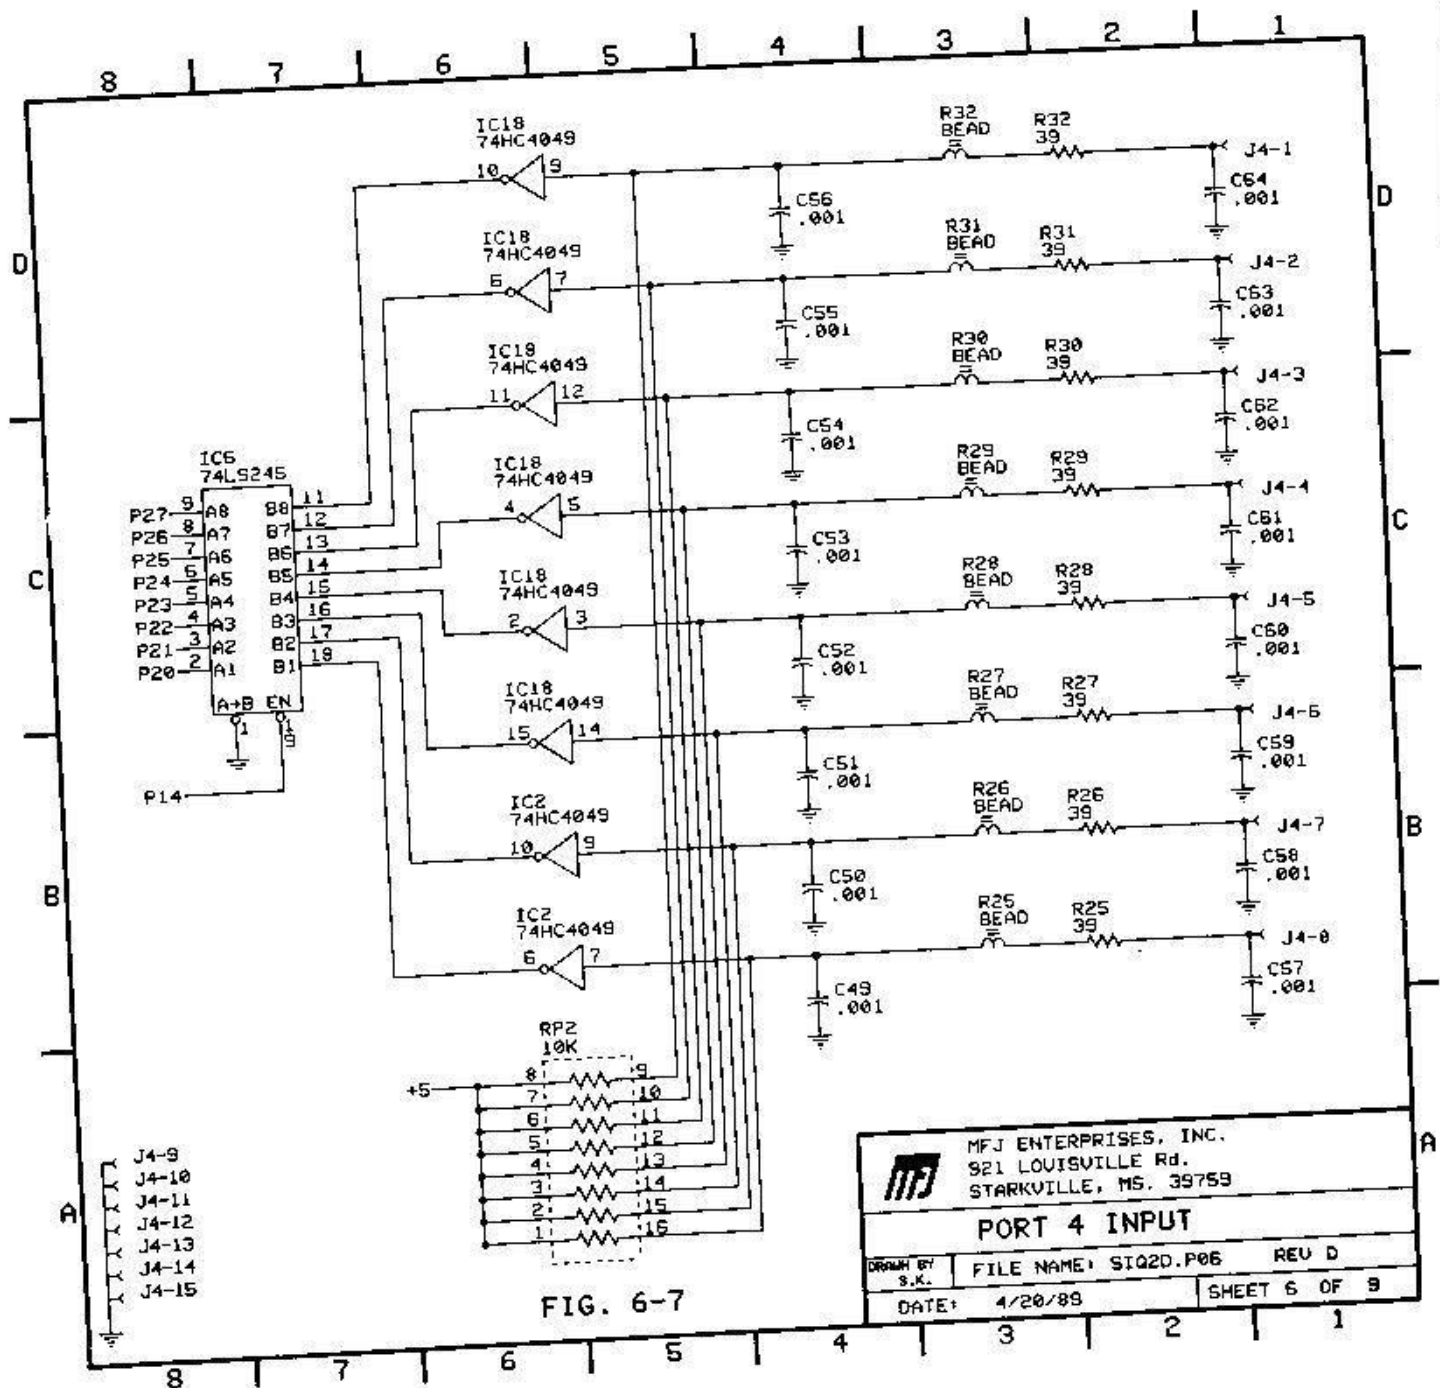 8 7 6 5 4 3 2 1
D
D
C
C
B
B
A
A
IC18
74HC4049
10 9
C56
.001
R32
BEAD
R32
39
J4-1
C64
.001
IC18
74HC4049
6 7
C55
.001
R31
BEAD
R31
39
J4-2
C63
.001
IC18
74HC4049
11 12
C54
.001
R30
BEAD
R30
39
J4-3
C62
.001
IC18
74HC4049
4 5
C53
.001
R29
BEAD
R29
39
J4-4
C61
.001
IC18
74HC4049
2 3
C52
.001
R28
BEAD
R28
39
J4-5
C60
.001
IC18
74HC4049
15 14
C51
.001
R27
BEAD
R27
39
J4-6
C59
.001
IC2
74HC4049
10 9
C50
.001
R26
BEAD
R26
39
J4-7
C58
.001
IC2
74HC4049
6 7
C49
.001
R25
BEAD
R25
39
J4-8
C57
.001
IC6
74LS245
P27 9 A8 B8 11
P26 8 A7 B7 12
P25 7 A6 B6 13
P24 6 A5 B5 14
P23 5 A4 B4 15
P22 4 A3 B3 16
P21 3 A2 B2 17
P20 2 A1 B1 18
A→B EN
1 19
P14
RP2
10K
+5
8 9
7 10
6 11
5 12
4 13
3 14
2 15
1 16
J4-9
J4-10
J4-11
J4-12
J4-13
J4-14
J4-15
FIG. 6-7
MFJ
MFJ ENTERPRISES, INC.
921 LOUISVILLE Rd.
STARKVILLE, MS. 39759
PORT 4 INPUT
DRAWN BY
S.K.
FILE NAME: SIQ2D.P06 REV D
DATE: 4/20/89
SHEET 6 OF 9
8 7 6 5 4 3 2 1